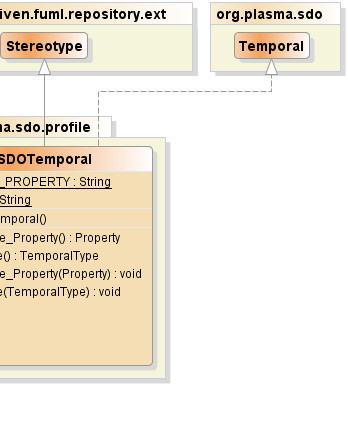 iven.fuml.repository.ext
org.plasma.sdo
Stereotype
Temporal
na.sdo.profile
SDOTemporal
_PROPERTY : String
String
mporal()
e_Property() : Property
e() : TemporalType
e_Property(Property) : void
e(TemporalType) : void